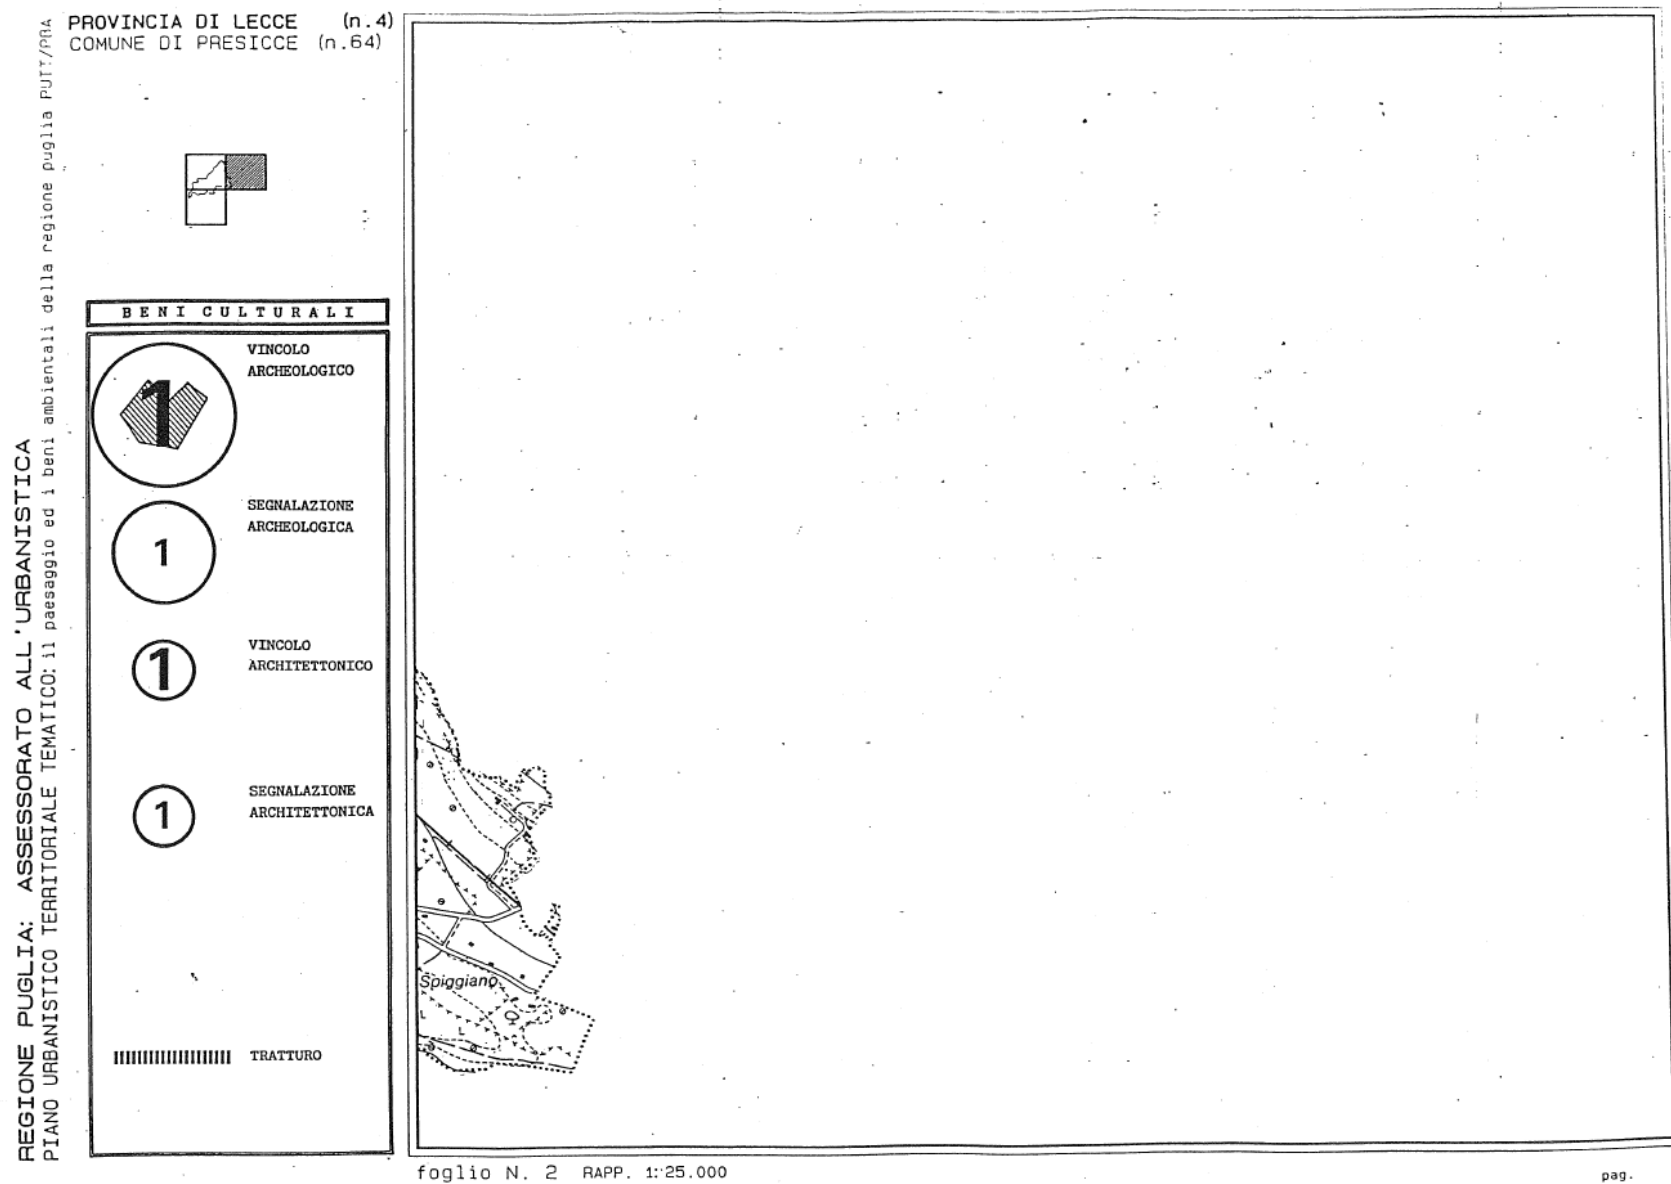 PROVINCIA DI LECCE (n.4)
COMUNE DI PRESICCE (n.64)
REGIONE PUGLIA: ASSESSORATO ALL'URBANISTICA
PIANO URBANISTICO TERRITORIALE TEMATICO: il paesaggio ed i beni ambientali della regione puglia PUTT/PBA
BENI CULTURALI
1
VINCOLO
ARCHEOLOGICO
1
SEGNALAZIONE
ARCHEOLOGICA
1
VINCOLO
ARCHITETTONICO
1
SEGNALAZIONE
ARCHITETTONICA
TRATTURO
Spiggiano
foglio N. 2 RAPP. 1:25.000
pag.